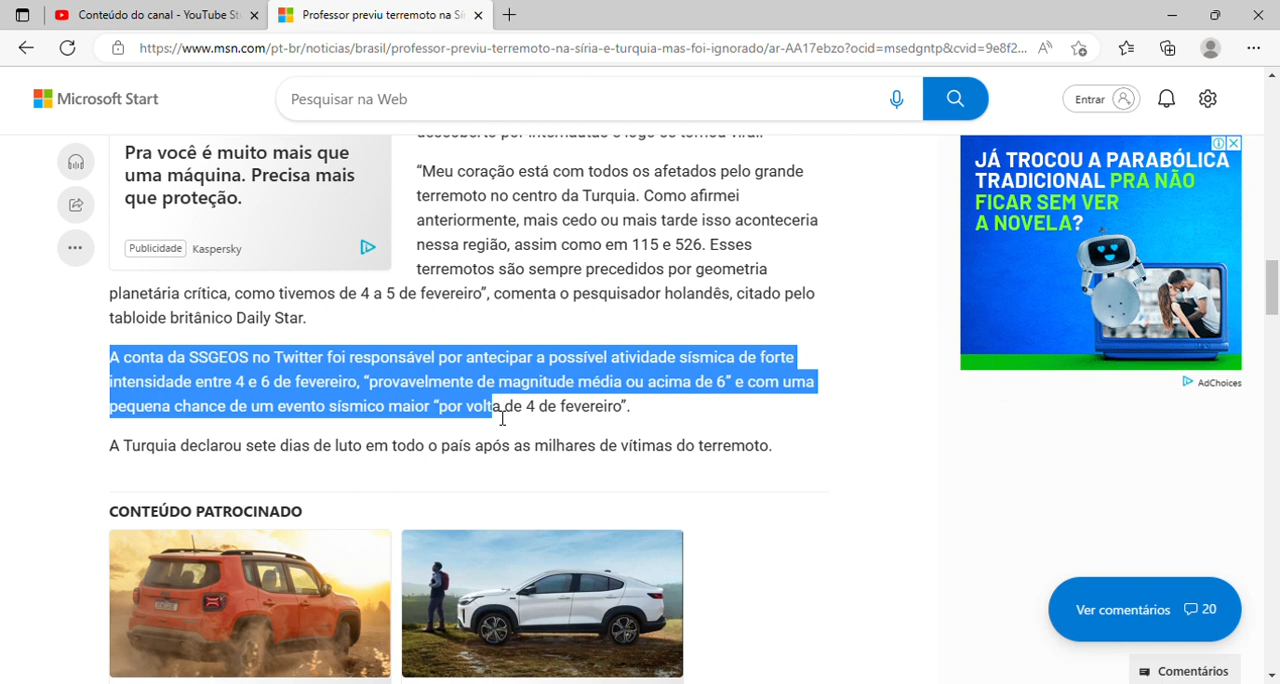 Conteúdo do canal - YouTube St
Professor previu terremoto na Sí
https://www.msn.com/pt-br/noticias/brasil/professor-previu-terremoto-na-síria-e-turquia-mas-foi-ignorado/ar-AA17ebzo?ocid=msedgntp&cvid=9e8f2...
Microsoft Start
Pesquisar na Web
Entrar
Pra você é muito mais que
uma máquina. Precisa mais
que proteção.
Publicidade Kaspersky
descoberto por internautas e logo se tornou viral.
“Meu coração está com todos os afetados pelo grande
terremoto no centro da Turquia. Como afirmei
anteriormente, mais cedo ou mais tarde isso aconteceria
nessa região, assim como em 115 e 526. Esses
terremotos são sempre precedidos por geometria
planetária crítica, como tivemos de 4 a 5 de fevereiro”, comenta o pesquisador holandês, citado pelo
tabloide britânico Daily Star.
A conta da SSGEOS no Twitter foi responsável por antecipar a possível atividade sísmica de forte
intensidade entre 4 e 6 de fevereiro, “provavelmente de magnitude média ou acima de 6” e com uma
pequena chance de um evento sísmico maior “por volta de 4 de fevereiro”.
A Turquia declarou sete dias de luto em todo o país após as milhares de vítimas do terremoto.
CONTEÚDO PATROCINADO
JÁ TROCOU A PARABÓLICA
TRADICIONAL PRA NÃO
FICAR SEM VER
A NOVELA?
AdChoices
Ver comentários 20
Comentários